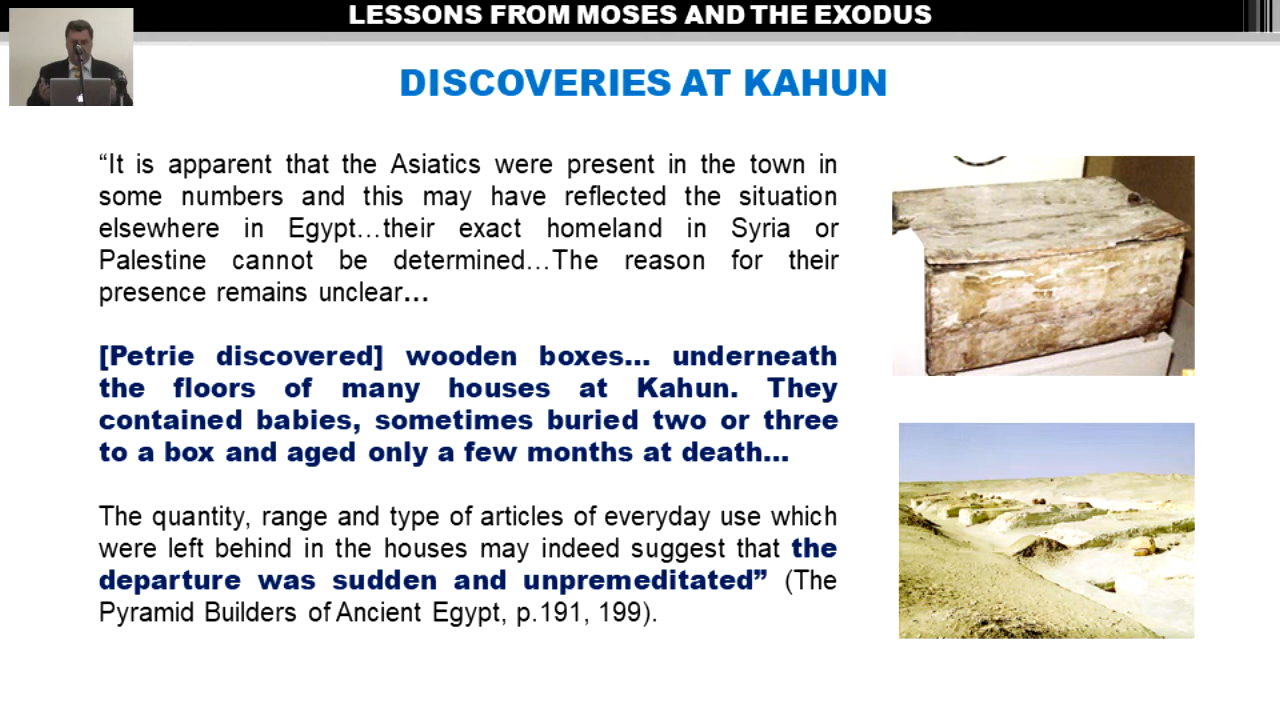 LESSONS FROM MOSES AND THE EXODUS
DISCOVERIES AT KAHUN
“It is apparent that the Asiatics were present in the town in
some numbers and this may have reflected the situation
elsewhere in Egypt…their exact homeland in Syria or
Palestine cannot be determined…The reason for their
presence remains unclear…
[Petrie discovered] wooden boxes… underneath
the floors of many houses at Kahun. They
contained babies, sometimes buried two or three
to a box and aged only a few months at death…
The quantity, range and type of articles of everyday use which
were left behind in the houses may indeed suggest that the
departure was sudden and unpremeditated” (The
Pyramid Builders of Ancient Egypt, p.191, 199).